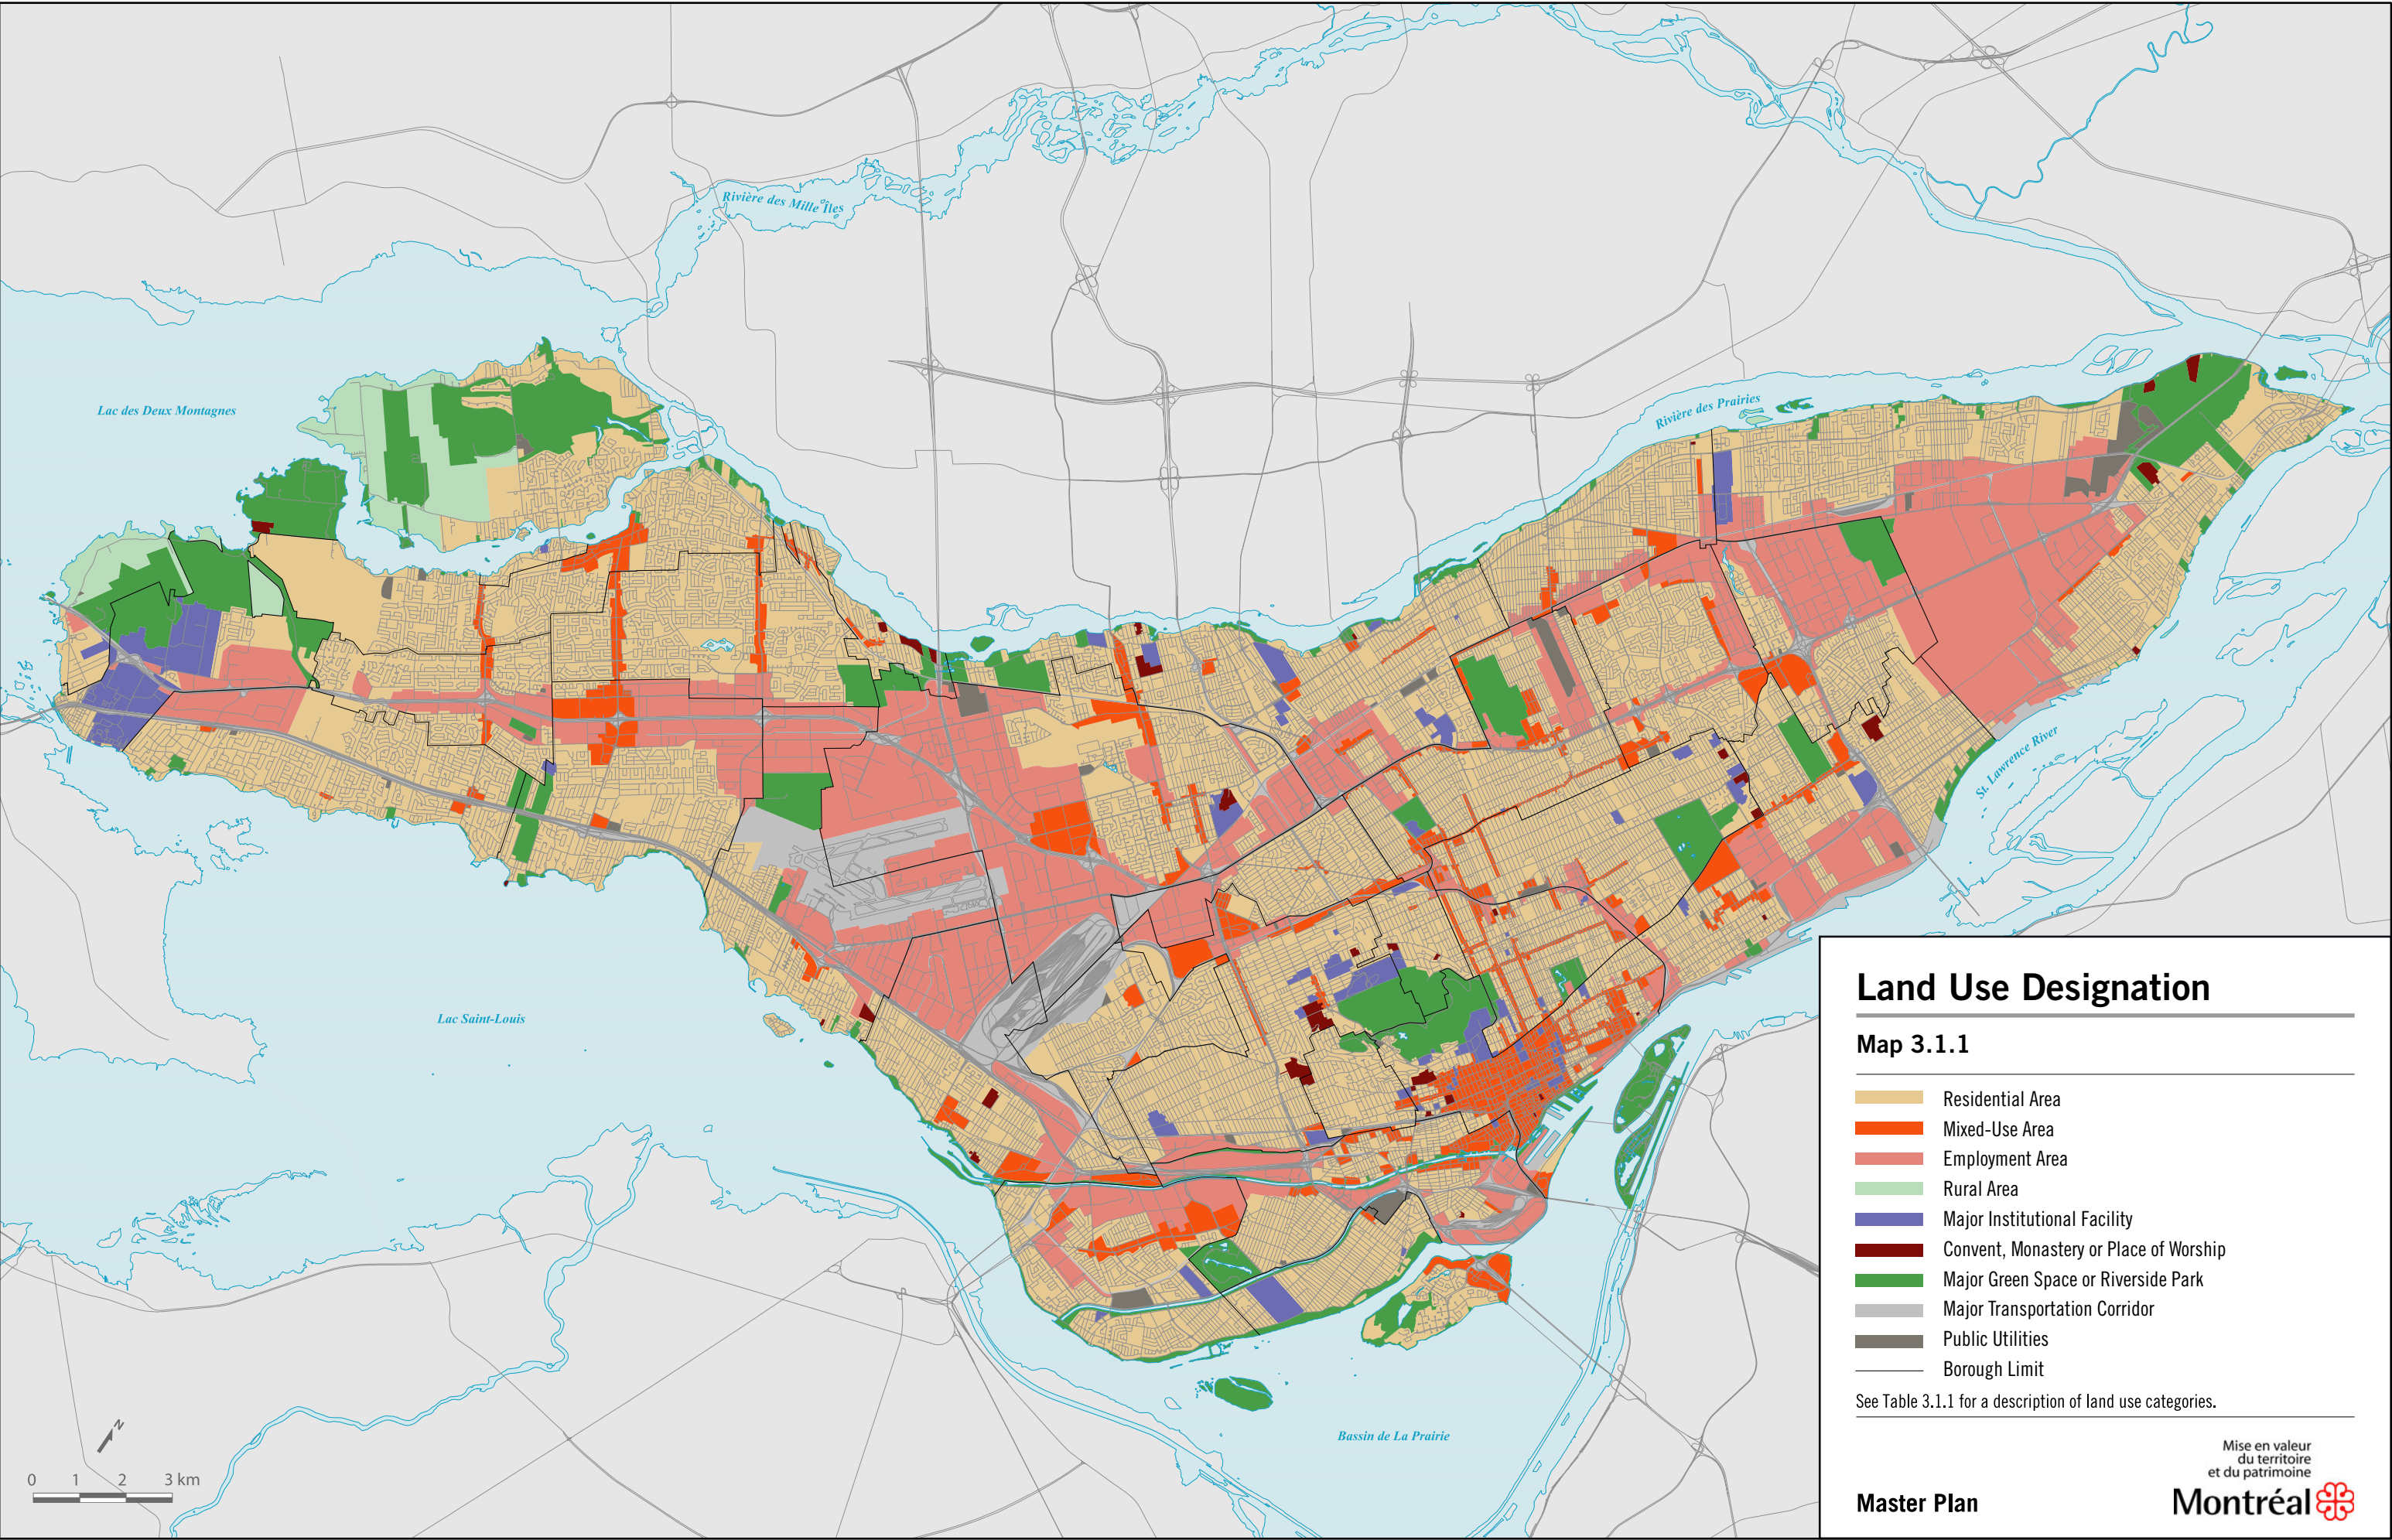 Rivière des Mille Îles
Lac des Deux Montagnes
Rivière des Prairies
St. Lawrence River
Lac Saint-Louis
Bassin de La Prairie
N
0 1 2 3 km
Land Use Designation
Map 3.1.1
Residential Area
Mixed-Use Area
Employment Area
Rural Area
Major Institutional Facility
Convent, Monastery or Place of Worship
Major Green Space or Riverside Park
Major Transportation Corridor
Public Utilities
Borough Limit
See Table 3.1.1 for a description of land use categories.
Mise en valeur
du territoire
et du patrimoine
Master Plan
Montréal